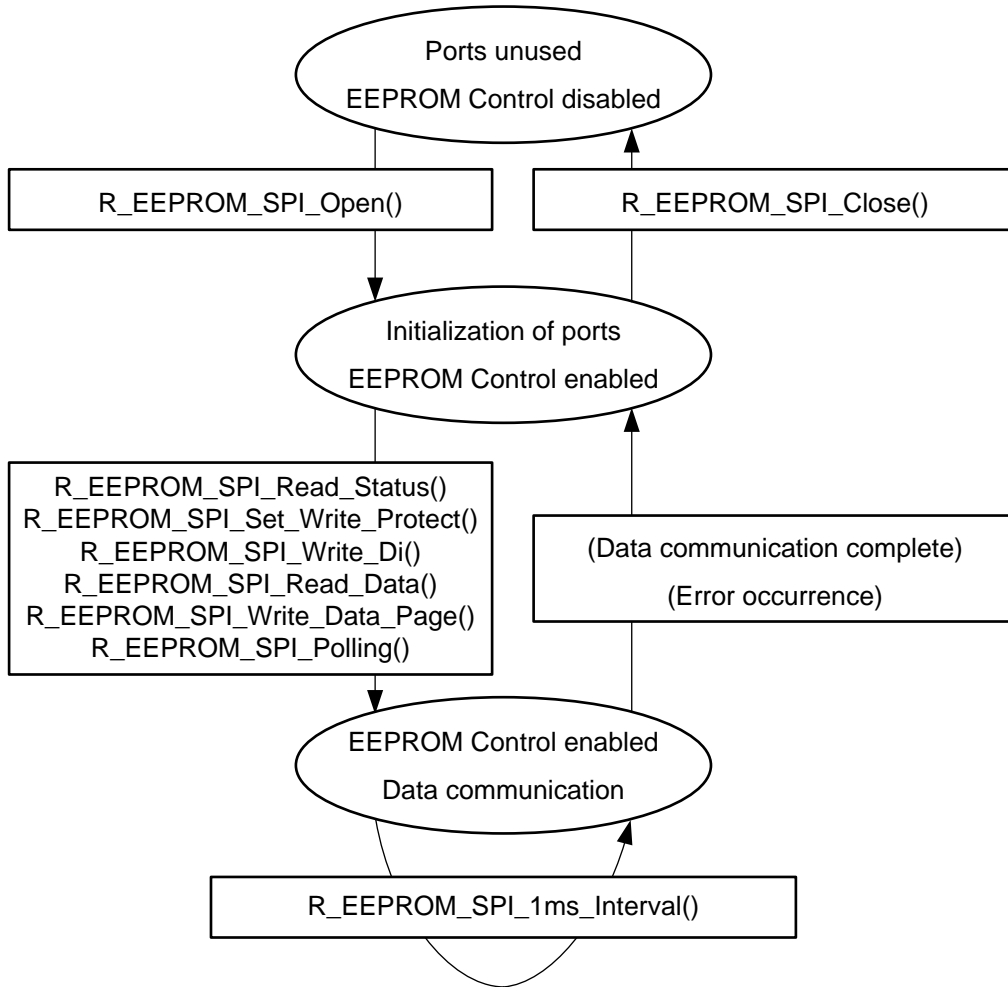 Ports unused
EEPROM Control disabled
R_EEPROM_SPI_Open()
R_EEPROM_SPI_Close()
Initialization of ports
EEPROM Control enabled
R_EEPROM_SPI_Read_Status()
R_EEPROM_SPI_Set_Write_Protect()
R_EEPROM_SPI_Write_Di()
R_EEPROM_SPI_Read_Data()
R_EEPROM_SPI_Write_Data_Page()
R_EEPROM_SPI_Polling()
(Data communication complete)
(Error occurrence)
EEPROM Control enabled
Data communication
R_EEPROM_SPI_1ms_Interval()